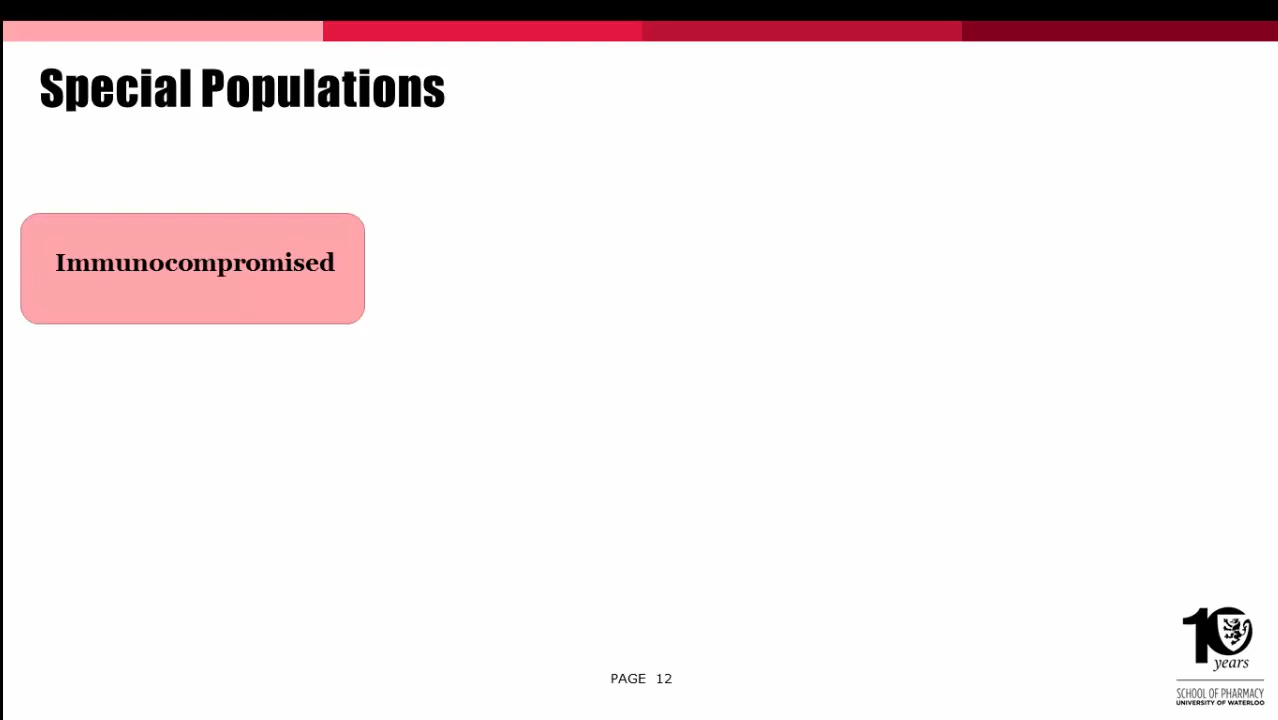 Special Populations
Immunocompromised
10
years
SCHOOL OF PHARMACY
UNIVERSITY OF WATERLOO
PAGE 12